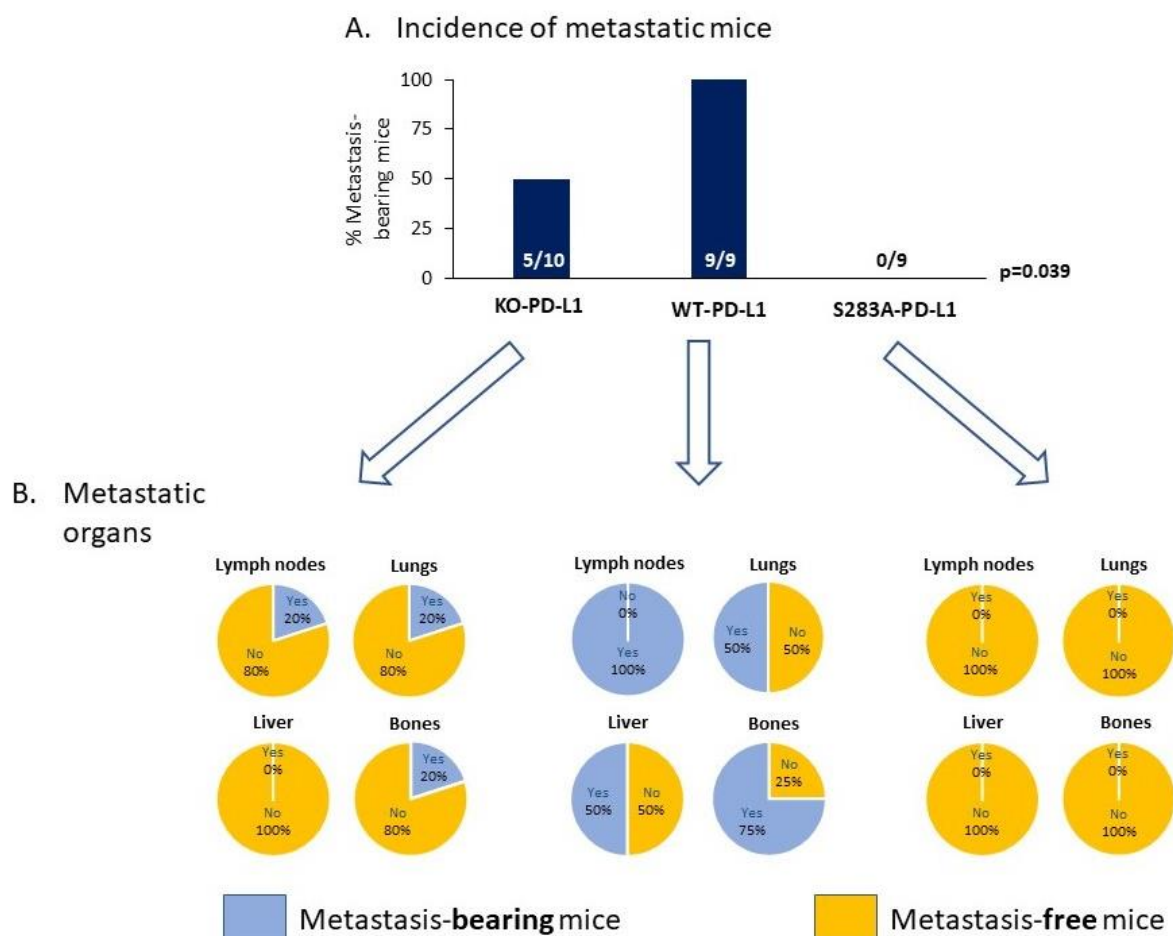 A. Incidence of metastatic mice
% Metastasis-
bearing mice
100
75
50
25
0
5/10
9/9
0/9
p=0.039
KO-PD-L1
WT-PD-L1
S283A-PD-L1
B. Metastatic
organs
Lymph nodes
Yes
20%
No
80%
Lungs
Yes
20%
No
80%
Lymph nodes
No
0%
Yes
100%
Lungs
Yes
50%
No
50%
Lymph nodes
Yes
0%
No
100%
Lungs
Yes
0%
No
100%
Liver
Yes
0%
No
100%
Bones
Yes
20%
No
80%
Liver
Yes
50%
No
50%
Bones
No
25%
Yes
75%
Liver
Yes
0%
No
100%
Bones
Yes
0%
No
100%
Metastasis-bearing mice
Metastasis-free mice